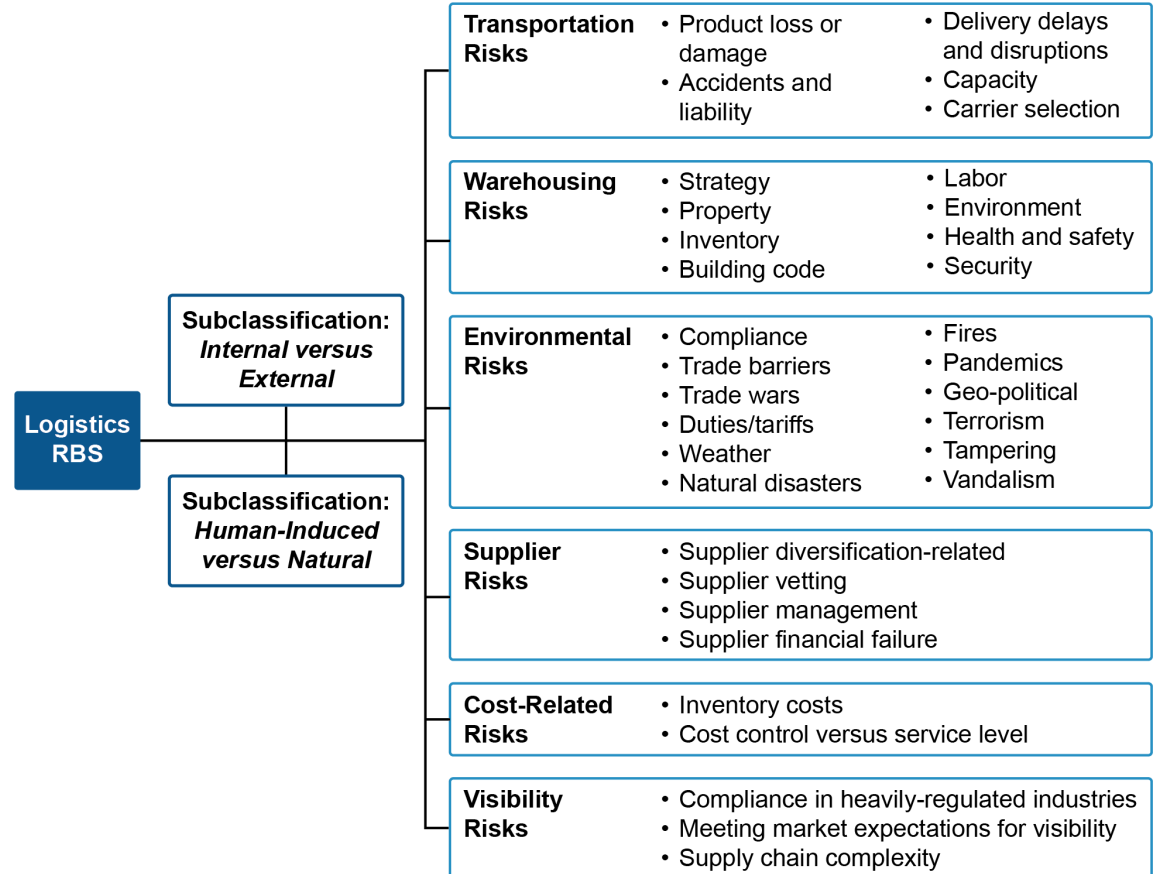 Logistics
RBS
Subclassification:
Internal versus
External
Subclassification:
Human-Induced
versus Natural
Transportation
Risks
• Product loss or
damage
• Accidents and
liability
• Delivery delays
and disruptions
• Capacity
• Carrier selection
Warehousing
Risks
• Strategy
• Property
• Inventory
• Building code
• Labor
• Environment
• Health and safety
• Security
Environmental
Risks
• Compliance
• Trade barriers
• Trade wars
• Duties/tariffs
• Weather
• Natural disasters
• Fires
• Pandemics
• Geo-political
• Terrorism
• Tampering
• Vandalism
Supplier
Risks
• Supplier diversification-related
• Supplier vetting
• Supplier management
• Supplier financial failure
Cost-Related
Risks
• Inventory costs
• Cost control versus service level
Visibility
Risks
• Compliance in heavily-regulated industries
• Meeting market expectations for visibility
• Supply chain complexity